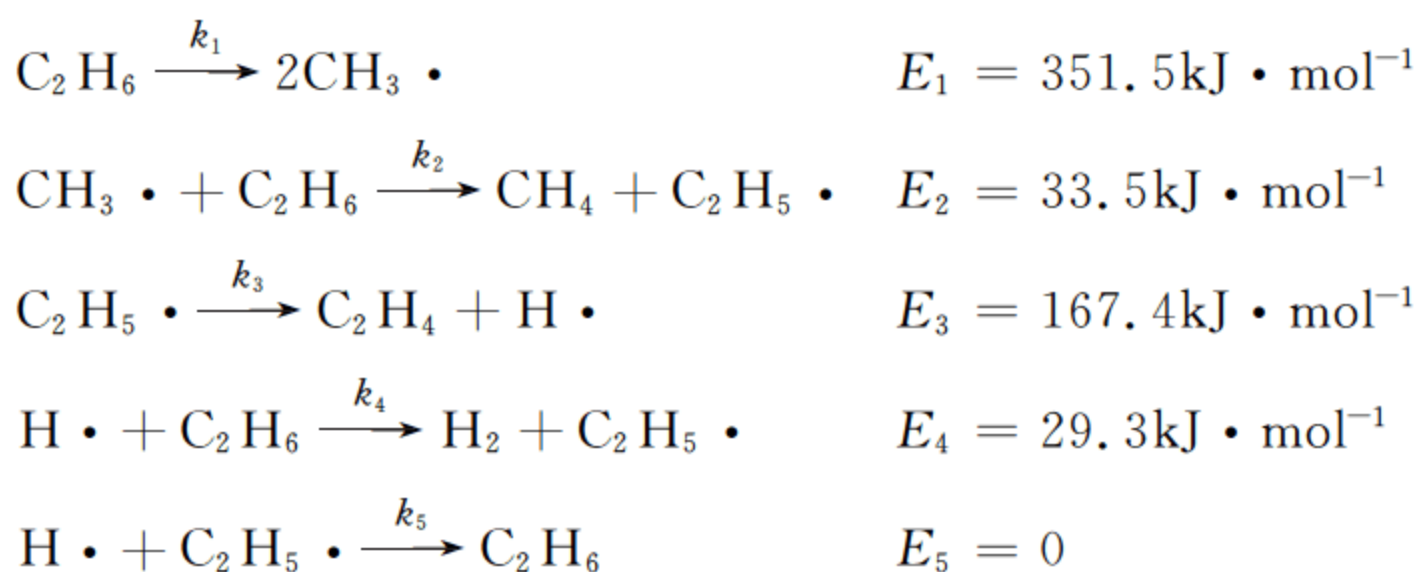 C₂H₆ —k₁→ 2CH₃• E₁ = 351.5kJ • mol⁻¹
CH₃• + C₂H₆ —k₂→ CH₄ + C₂H₅• E₂ = 33.5kJ • mol⁻¹
C₂H₅• —k₃→ C₂H₄ + H• E₃ = 167.4kJ • mol⁻¹
H• + C₂H₆ —k₄→ H₂ + C₂H₅• E₄ = 29.3kJ • mol⁻¹
H• + C₂H₅• —k₅→ C₂H₆ E₅ = 0